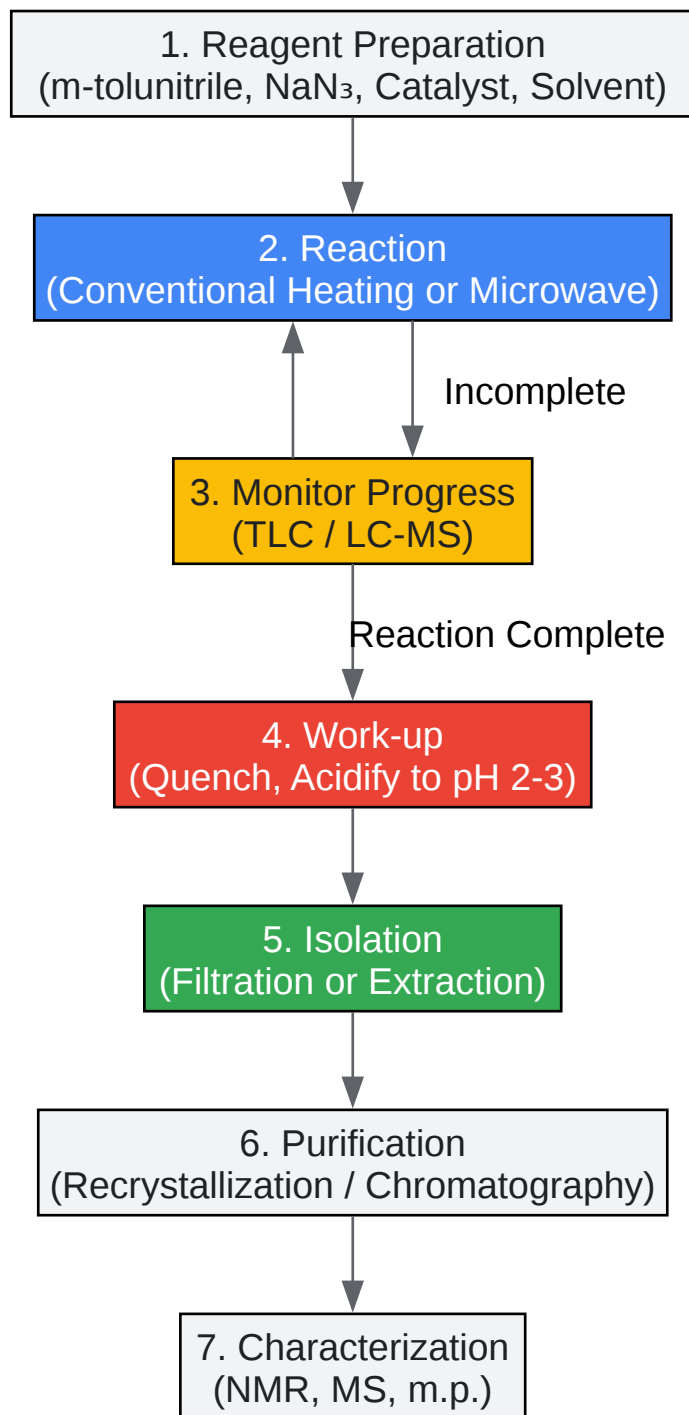 1. Reagent Preparation
(m-tolunitrile, NaN₃, Catalyst, Solvent)
2. Reaction
(Conventional Heating or Microwave)
Incomplete
3. Monitor Progress
(TLC / LC-MS)
Reaction Complete
4. Work-up
(Quench, Acidify to pH 2-3)
5. Isolation
(Filtration or Extraction)
6. Purification
(Recrystallization / Chromatography)
7. Characterization
(NMR, MS, m.p.)